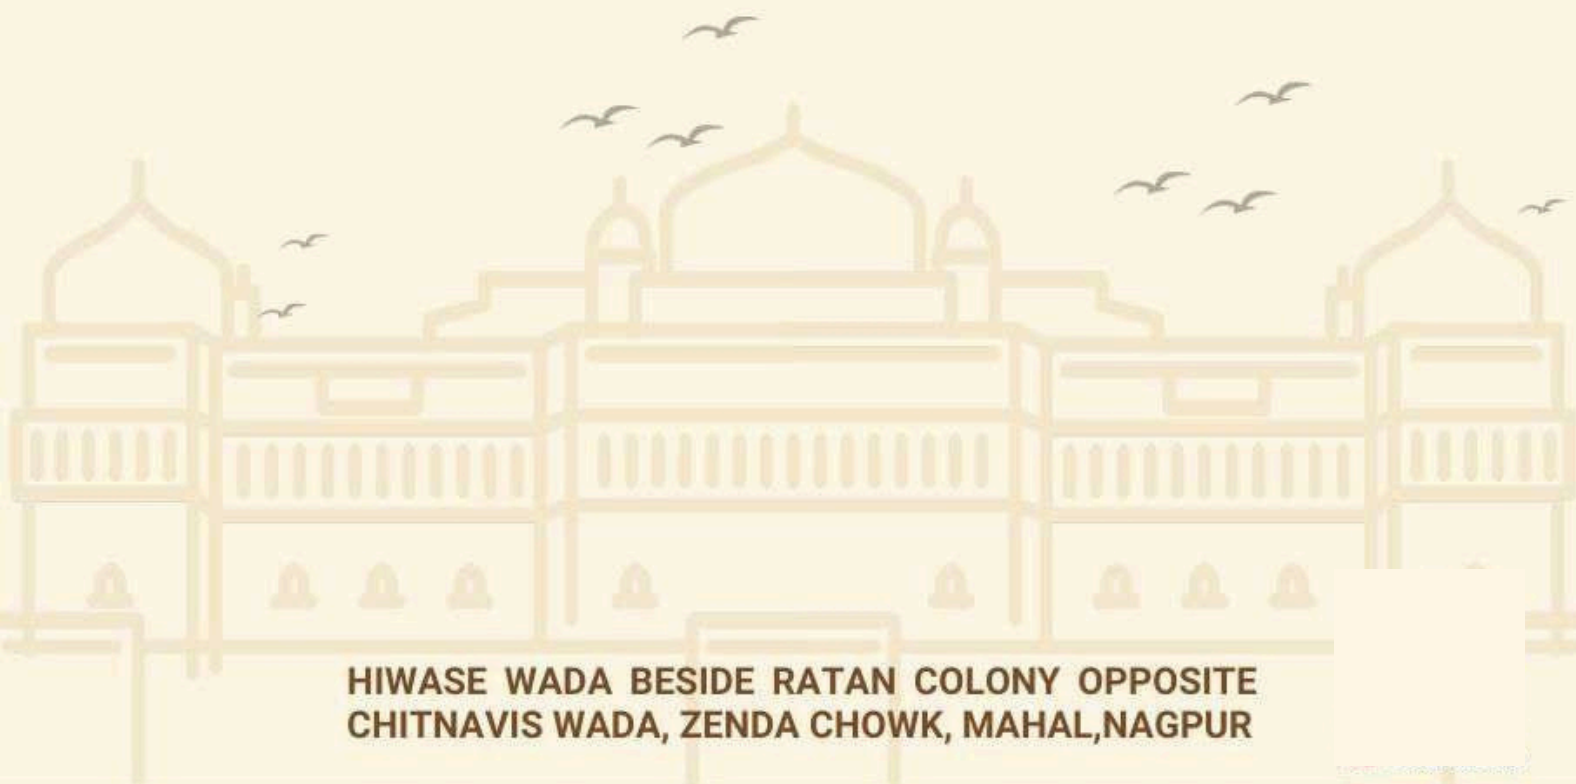 HIWASE WADA BESIDE RATAN COLONY OPPOSITE
CHITNAVIS WADA, ZENDA CHOWK, MAHAL,NAGPUR